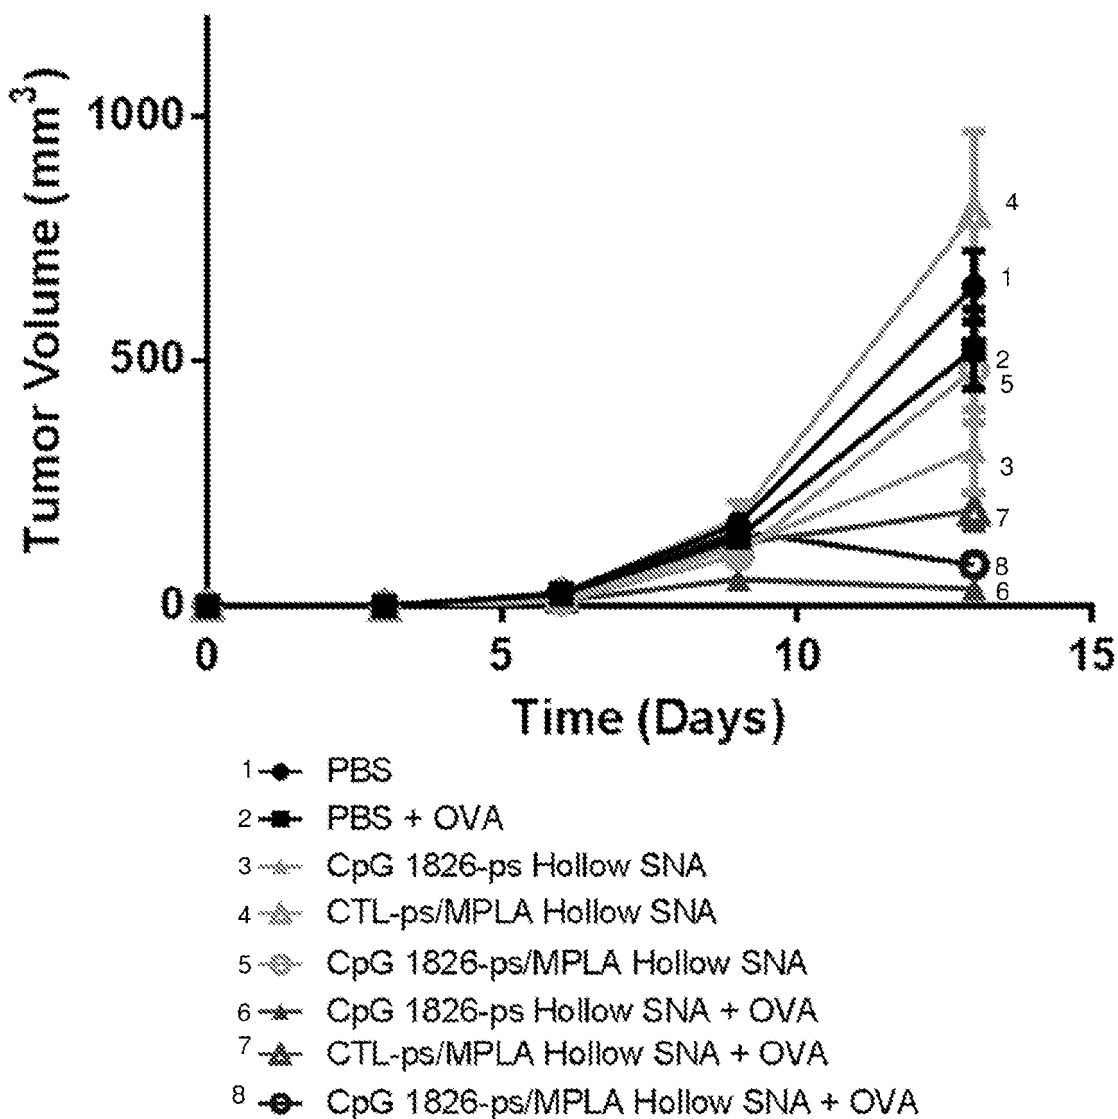 Tumor Volume (mm3)
1000
500
0
4
1
2
5
3
7
8
6
0 5 10 15
Time (Days)
1 PBS
2 PBS + OVA
3 CpG 1826-ps Hollow SNA
4 CTL-ps/MPLA Hollow SNA
5 CpG 1826-ps/MPLA Hollow SNA
6 CpG 1826-ps Hollow SNA + OVA
7 CTL-ps/MPLA Hollow SNA + OVA
8 CpG 1826-ps/MPLA Hollow SNA + OVA